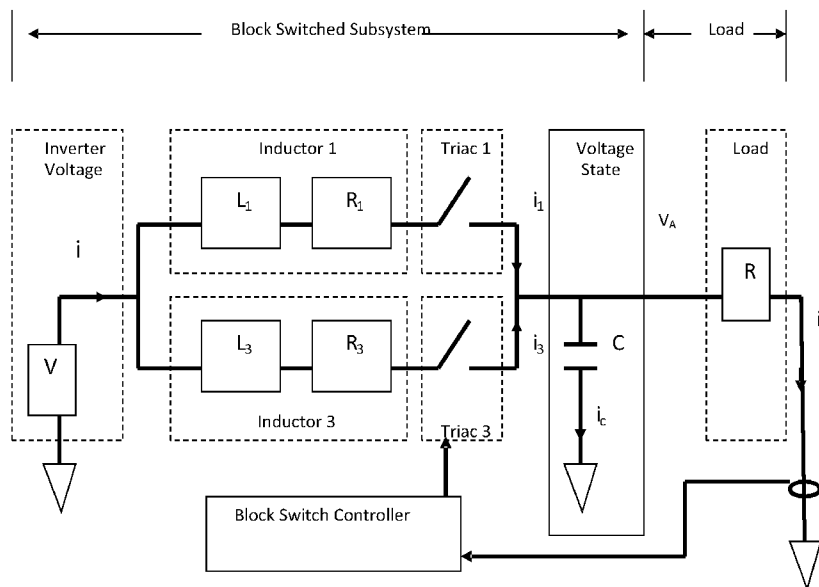 Block Switched Subsystem
Load
Inverter
Voltage
Inductor 1
Triac 1
Voltage
State
Load
L1
R1
i1
VA
i
R
i
L3
R3
i3
V
C
Inductor 3
Triac 3
ic
Block Switch Controller